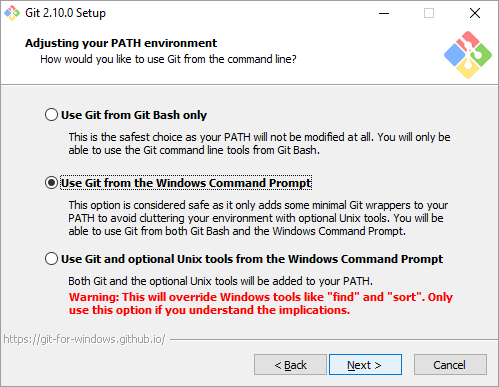 Git 2.10.0 Setup
Adjusting your PATH environment
How would you like to use Git from the command line?
Use Git from Git Bash only
This is the safest choice as your PATH will not be modified at all. You will only
be able to use the Git command line tools from Git Bash.
Use Git from the Windows Command Prompt
This option is considered safe as it only adds some minimal Git wrappers to your
PATH to avoid cluttering your environment with optional Unix tools. You will be
able to use Git from both Git Bash and the Windows Command Prompt.
Use Git and optional Unix tools from the Windows Command Prompt
Both Git and the optional Unix tools will be added to your PATH.
Warning: This will override Windows tools like "find" and "sort". Only
use this option if you understand the implications.
https://git-for-windows.github.io/
< Back
Next >
Cancel